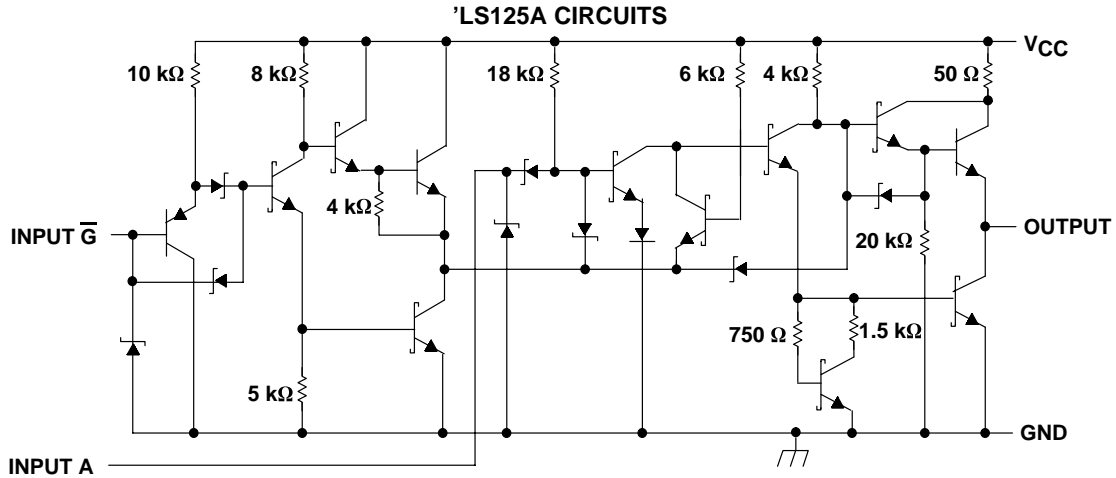 'LS125A CIRCUITS
VCC
10 kΩ
8 kΩ
18 kΩ
6 kΩ
4 kΩ
50 Ω
4 kΩ
INPUT G̅
OUTPUT
20 kΩ
750 Ω
1.5 kΩ
5 kΩ
GND
INPUT A